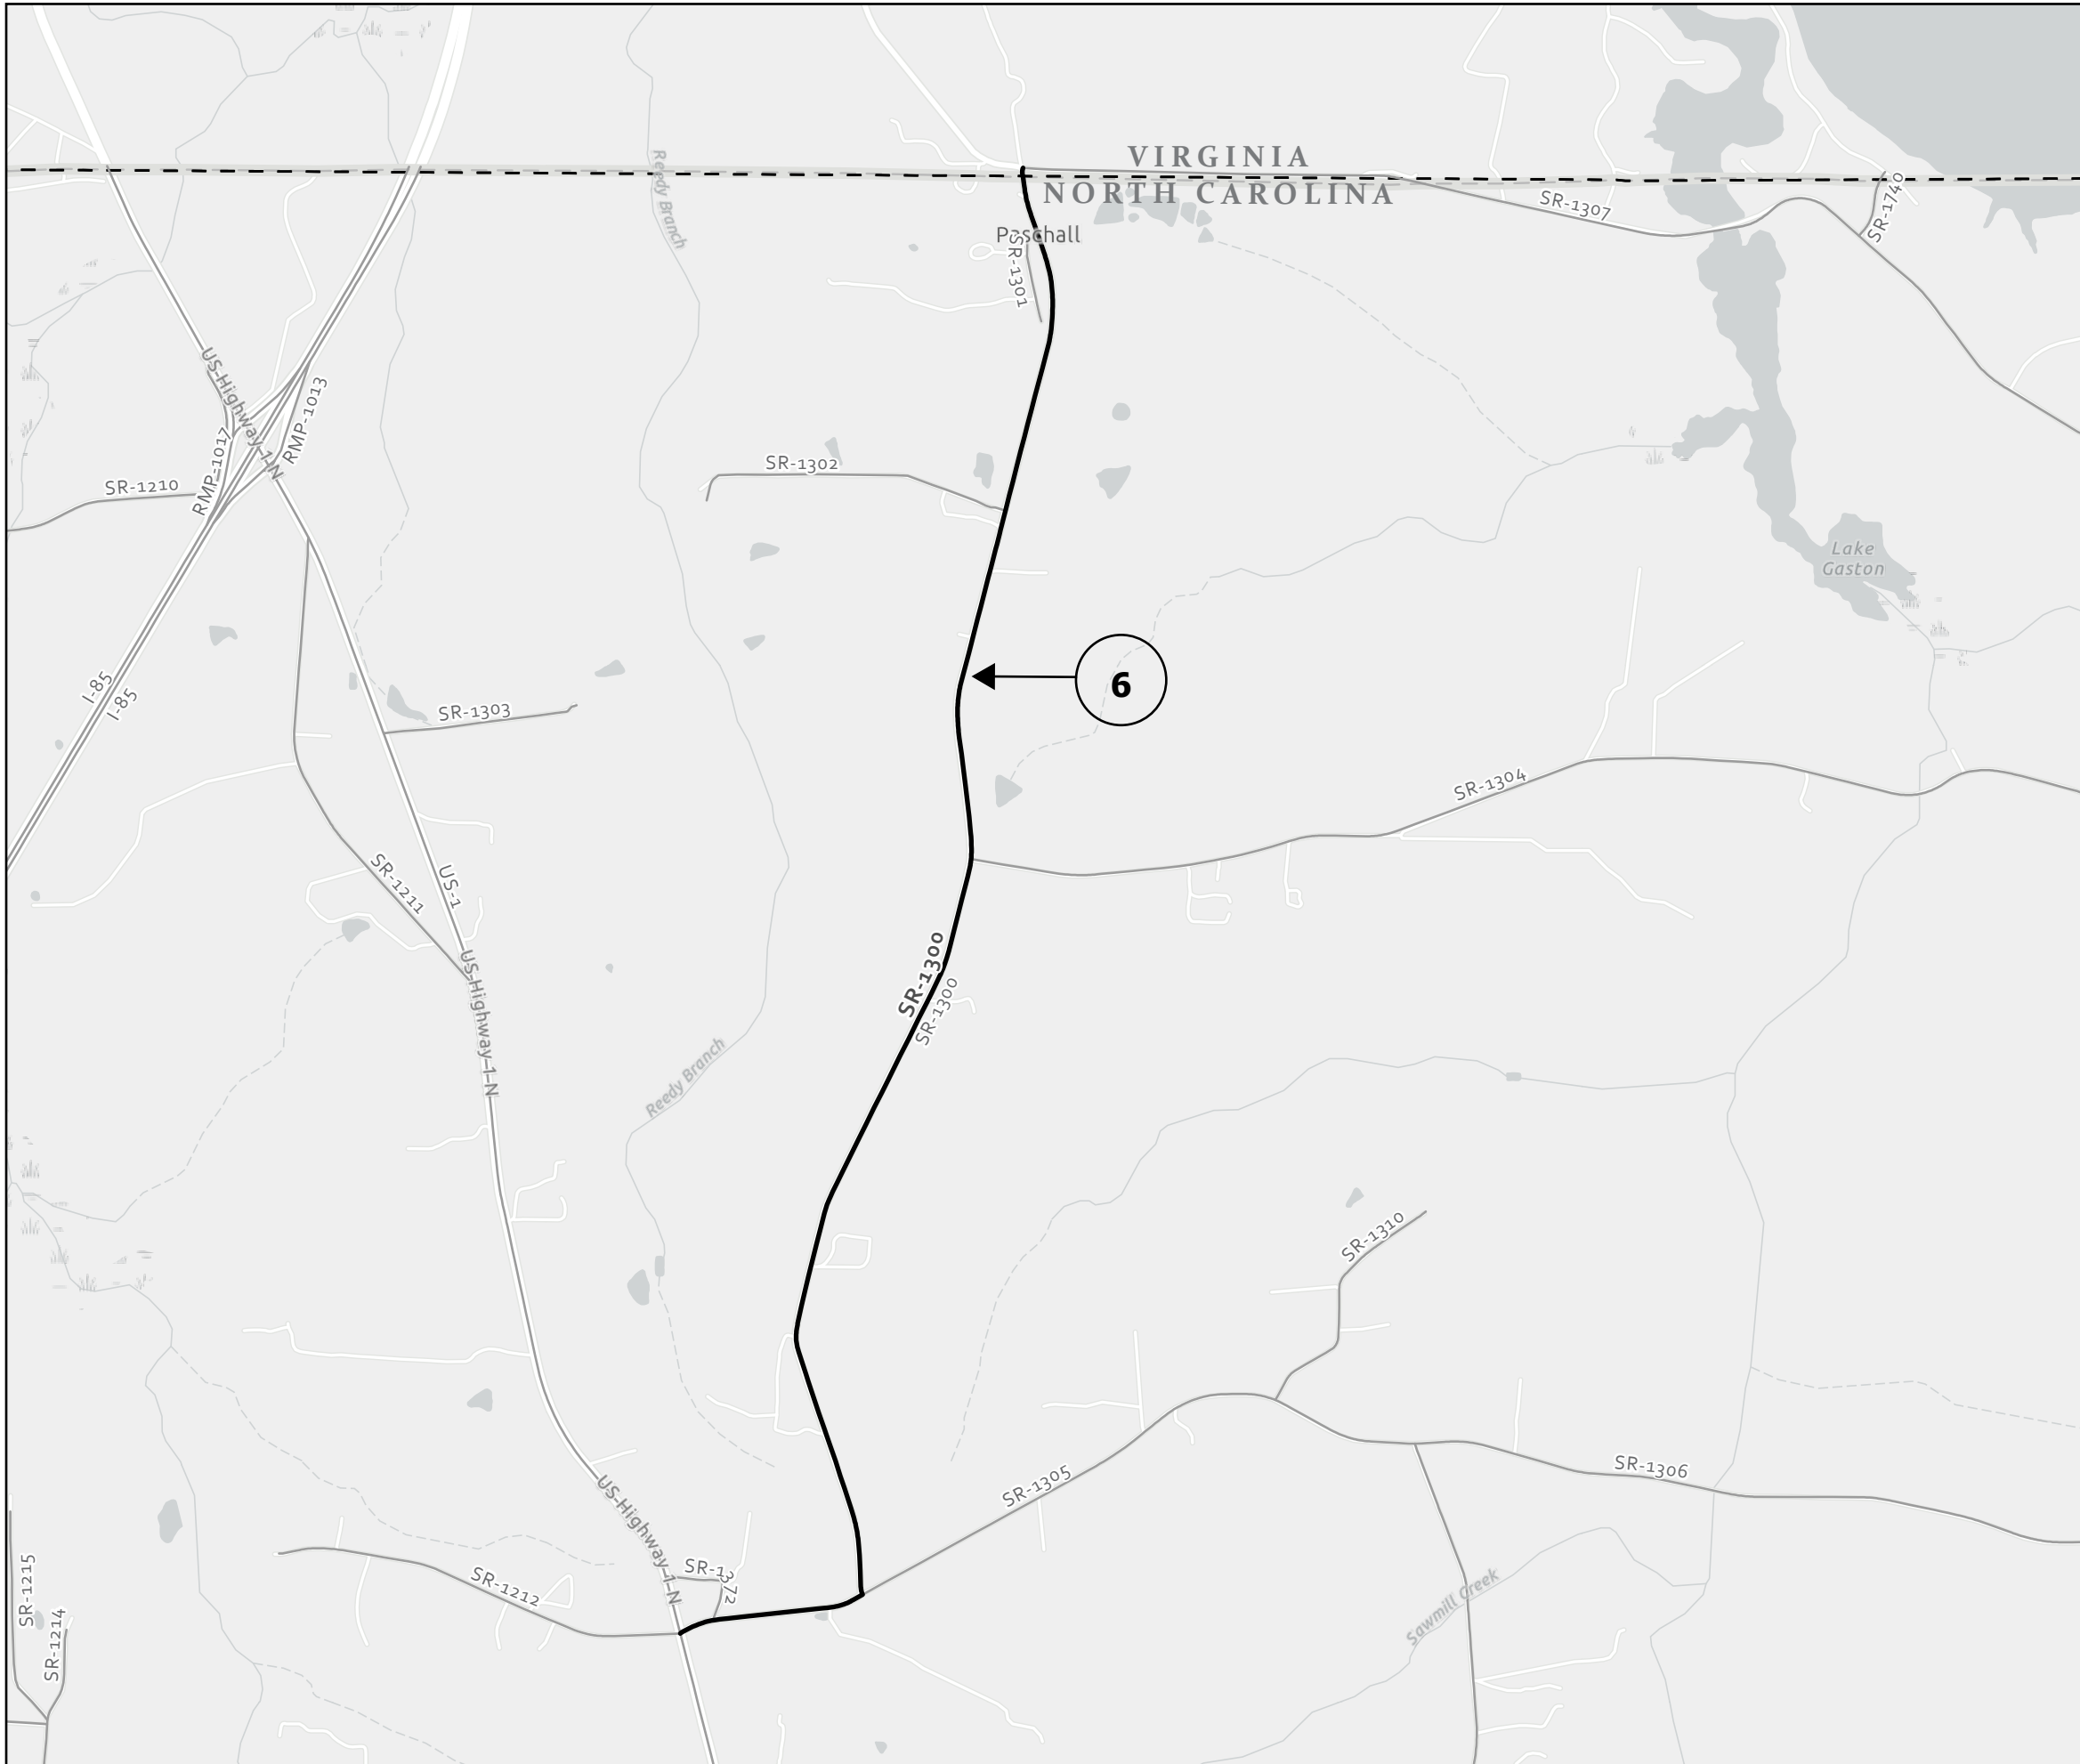 VIRGINIA
NORTH CAROLINA
Reedy Branch
SR-1740
SR-1307
Paschall
SR-1301
US Highway 1 N
RMP-1013
RMP-1017
SR-1302
SR-1210
Lake
Gaston
6
I-85
I-85
SR-1303
SR-1304
SR-1211
US-1
SR-1300
SR-1300
US Highway 1 N
Reedy Branch
SR-1310
SR-1305
SR-1306
US Highway 1 N
SR-1372
SR-1212
SR-1215
SR-1214
Sawmill Creek